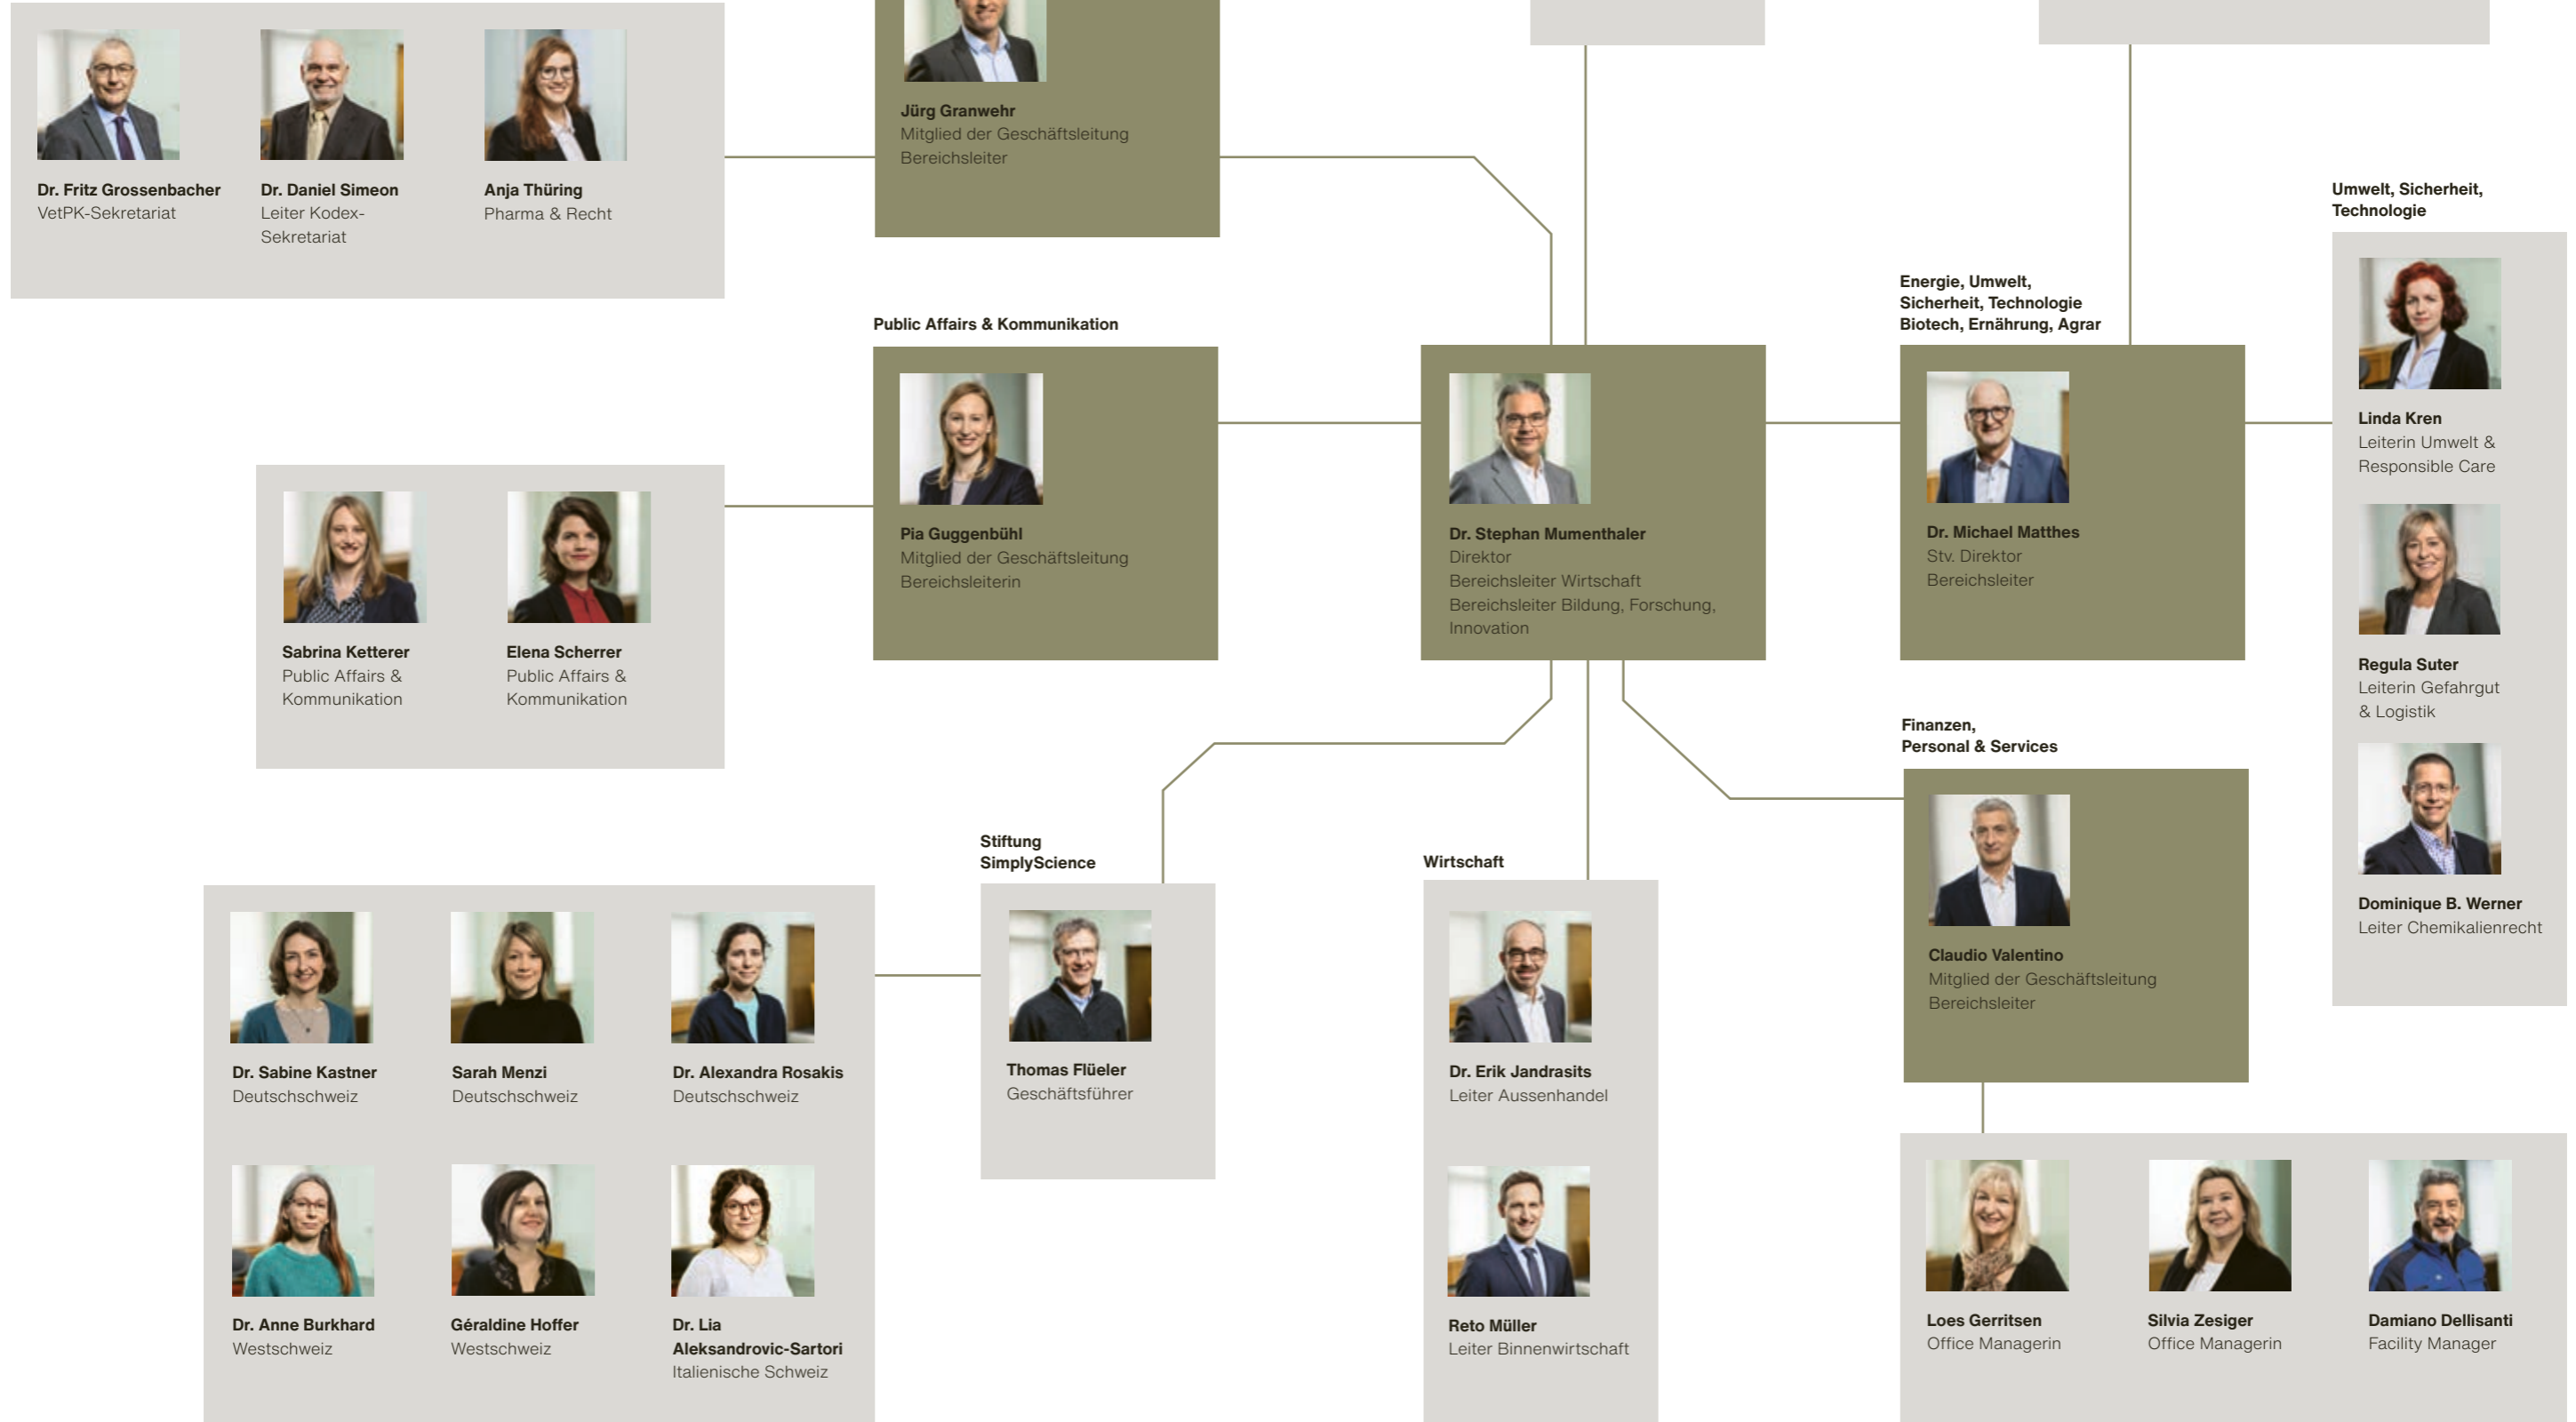 Dr. Fritz Grossenbacher
VetPK-Sekretariat
Dr. Daniel Simeon
Leiter Kodex-
Sekretariat
Anja Thüring
Pharma & Recht
Jürg Granwehr
Mitglied der Geschäftsleitung
Bereichsleiter
Public Affairs & Kommunikation
Pia Guggenbühl
Mitglied der Geschäftsleitung
Bereichsleiterin
Sabrina Ketterer
Public Affairs &
Kommunikation
Elena Scherrer
Public Affairs &
Kommunikation
Dr. Stephan Mumenthaler
Direktor
Bereichsleiter Wirtschaft
Bereichsleiter Bildung, Forschung,
Innovation
Energie, Umwelt,
Sicherheit, Technologie
Biotech, Ernährung, Agrar
Dr. Michael Matthes
Stv. Direktor
Bereichsleiter
Umwelt, Sicherheit,
Technologie
Linda Kren
Leiterin Umwelt &
Responsible Care
Regula Suter
Leiterin Gefahrgut
& Logistik
Dominique B. Werner
Leiter Chemikalienrecht
Stiftung
SimplyScience
Thomas Flüeler
Geschäftsführer
Dr. Sabine Kastner
Deutschschweiz
Sarah Menzi
Deutschschweiz
Dr. Alexandra Rosakis
Deutschschweiz
Dr. Anne Burkhard
Westschweiz
Géraldine Hoffer
Westschweiz
Dr. Lia
Aleksandrovic-Sartori
Italienische Schweiz
Wirtschaft
Dr. Erik Jandrasits
Leiter Aussenhandel
Reto Müller
Leiter Binnenwirtschaft
Finanzen,
Personal & Services
Claudio Valentino
Mitglied der Geschäftsleitung
Bereichsleiter
Loes Gerritsen
Office Managerin
Silvia Zesiger
Office Managerin
Damiano Dellisanti
Facility Manager